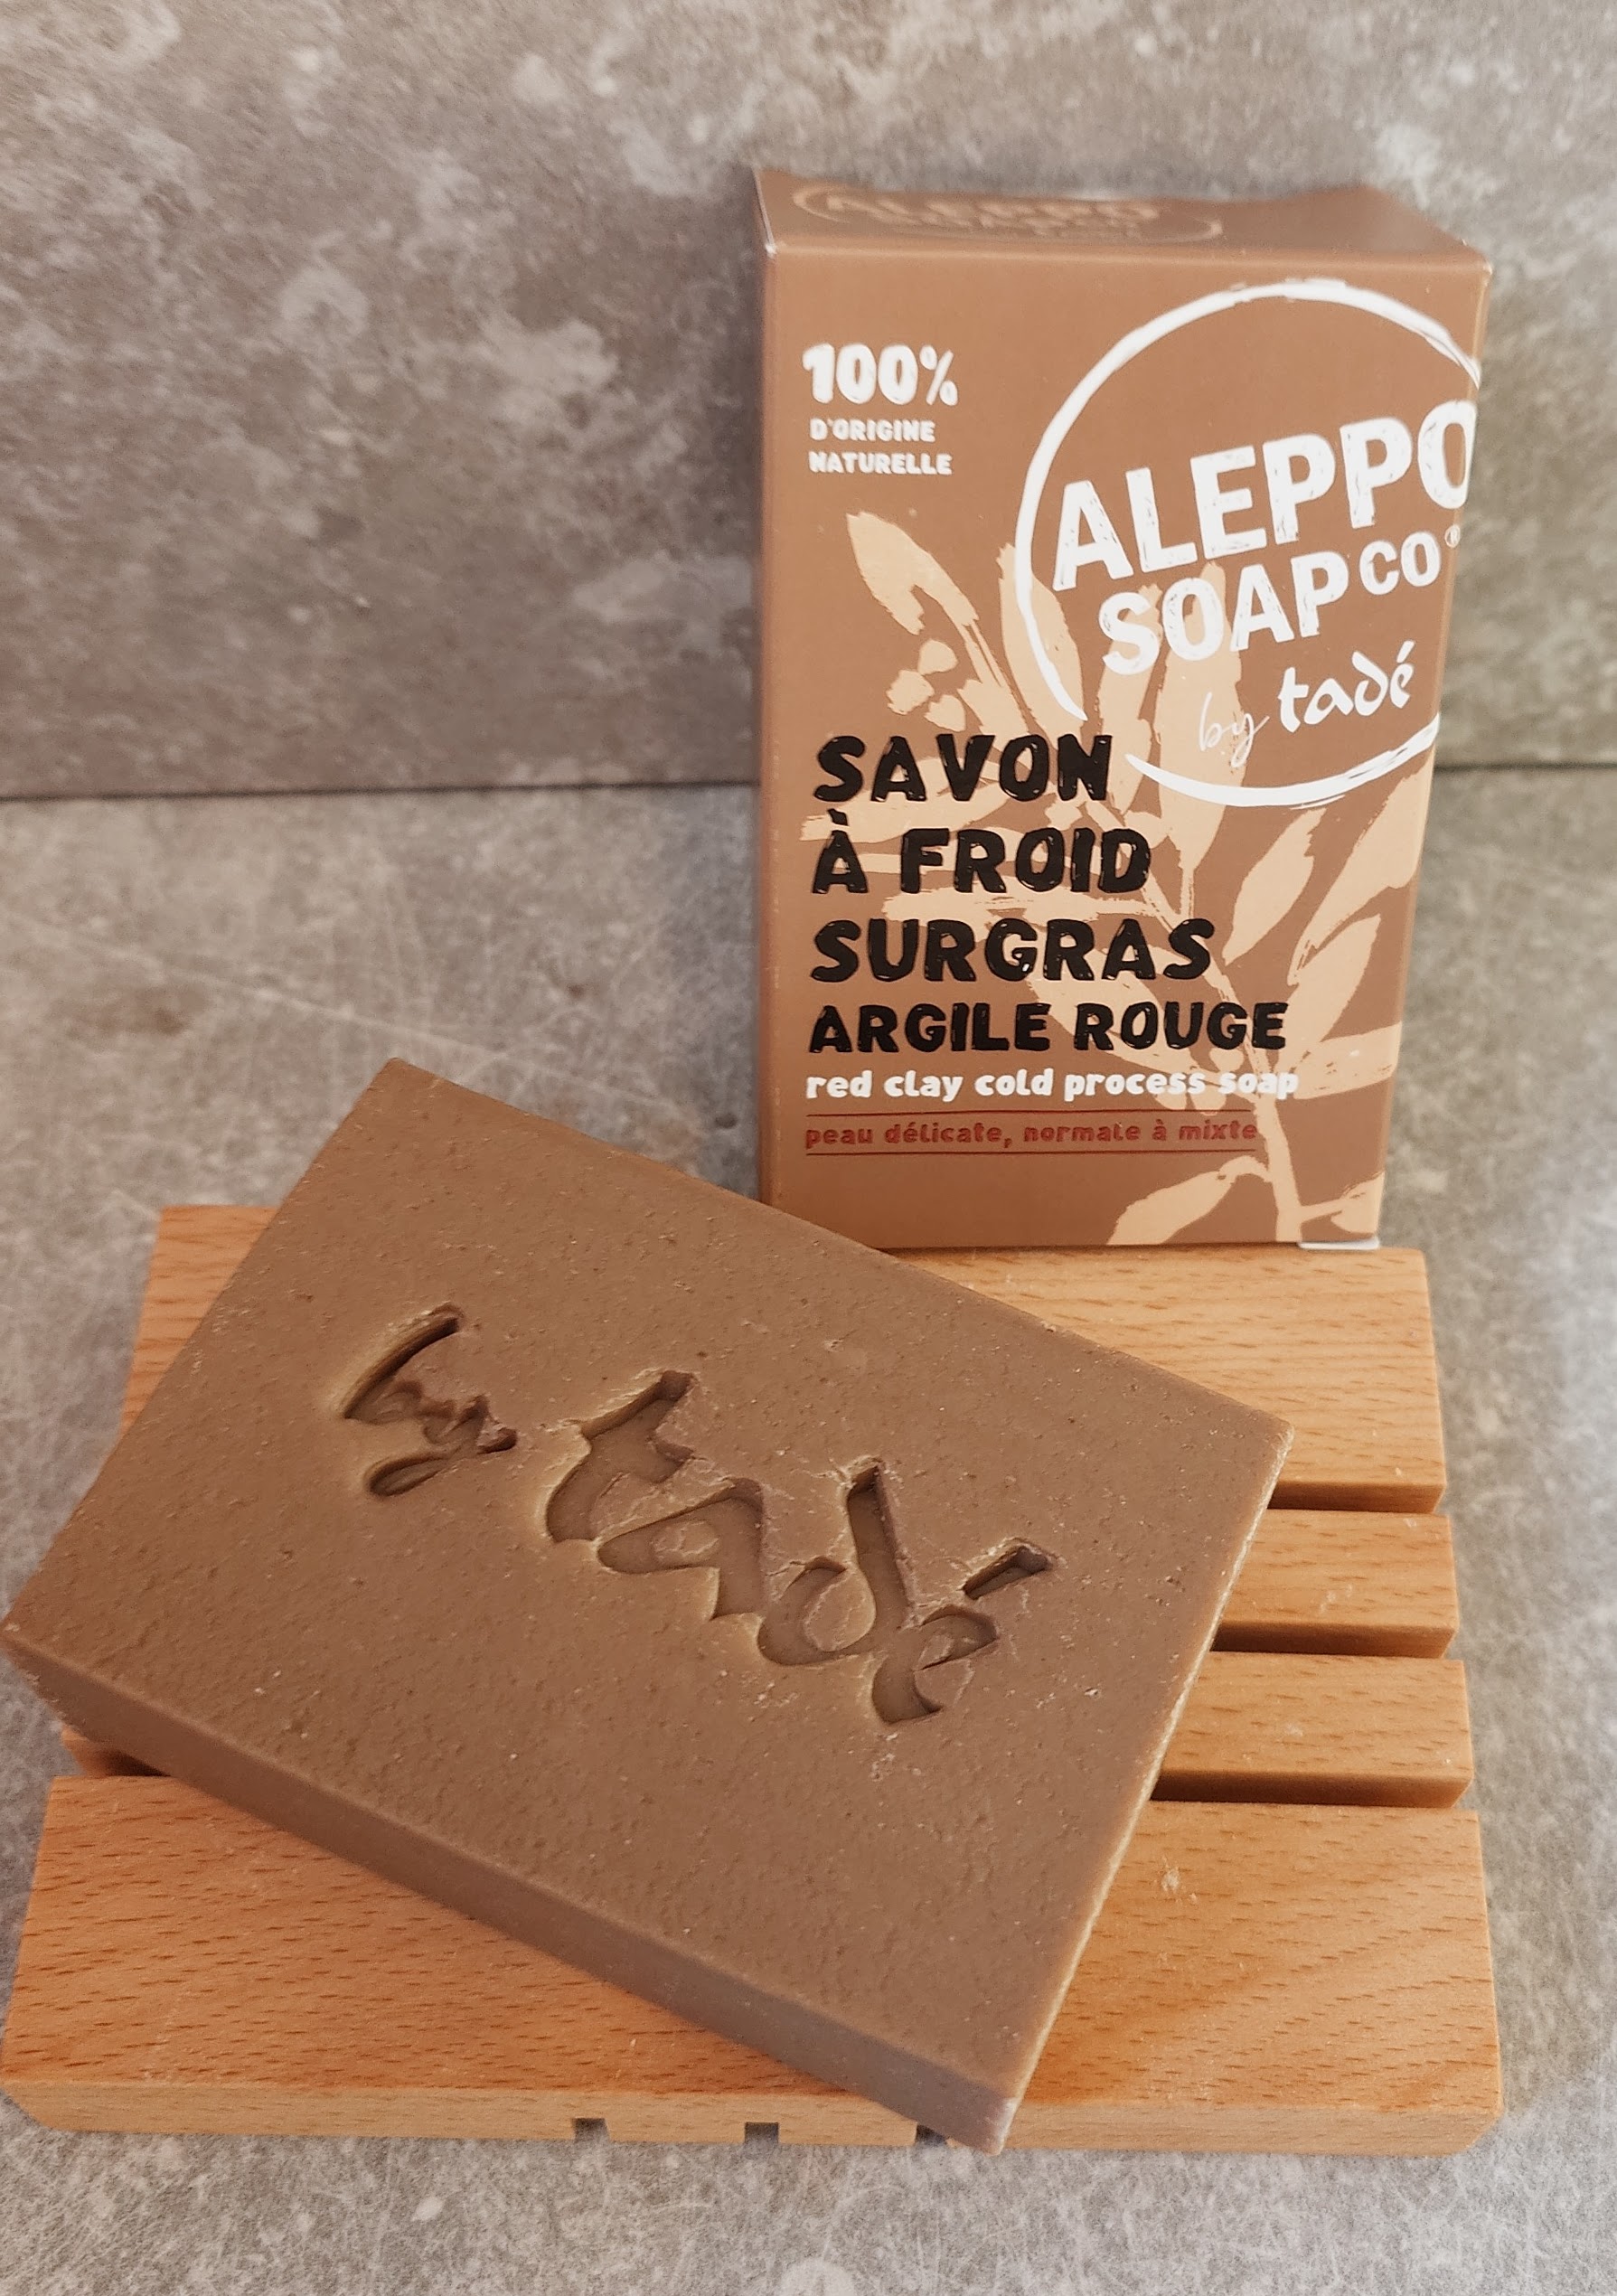 ALEPPO
100%
D'ORIGINE
NATURELLE
ALEPPO
SOAP CO®
by tadé
SAVON
À FROID
SURGRAS
ARGILE ROUGE
red clay cold process soap
peau délicate, normale à mixte
by tadé